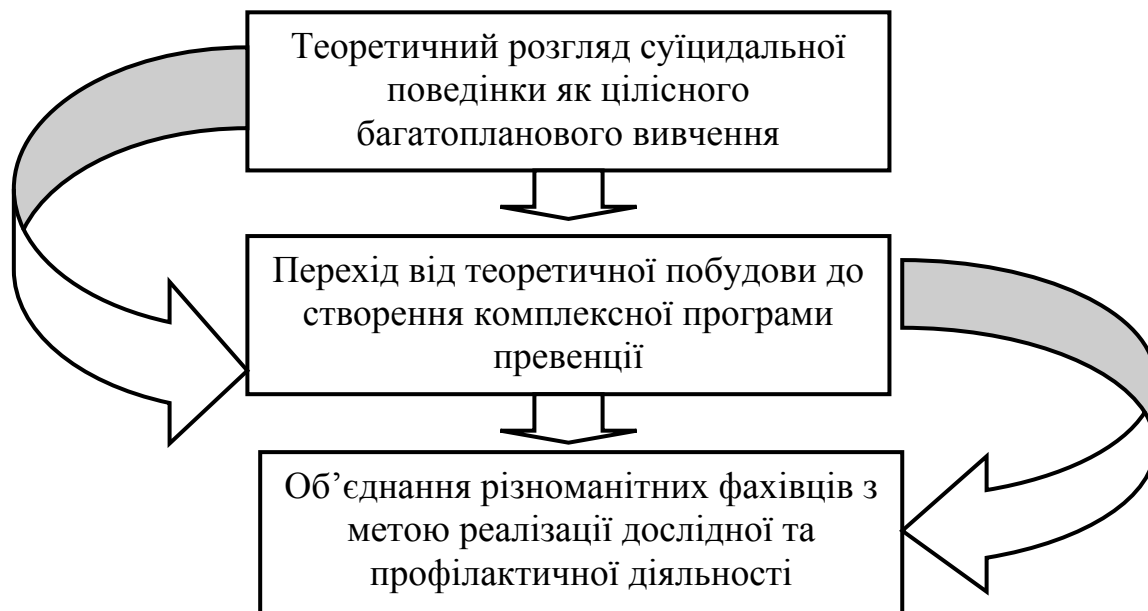 Теоретичний розгляд суїцидальної
поведінки як цілісного
багатопланового вивчення
Перехід від теоретичної побудови до
створення комплексної програми
превенції
Об’єднання різноманітних фахівців з
метою реалізації дослідної та
профілактичної діяльності